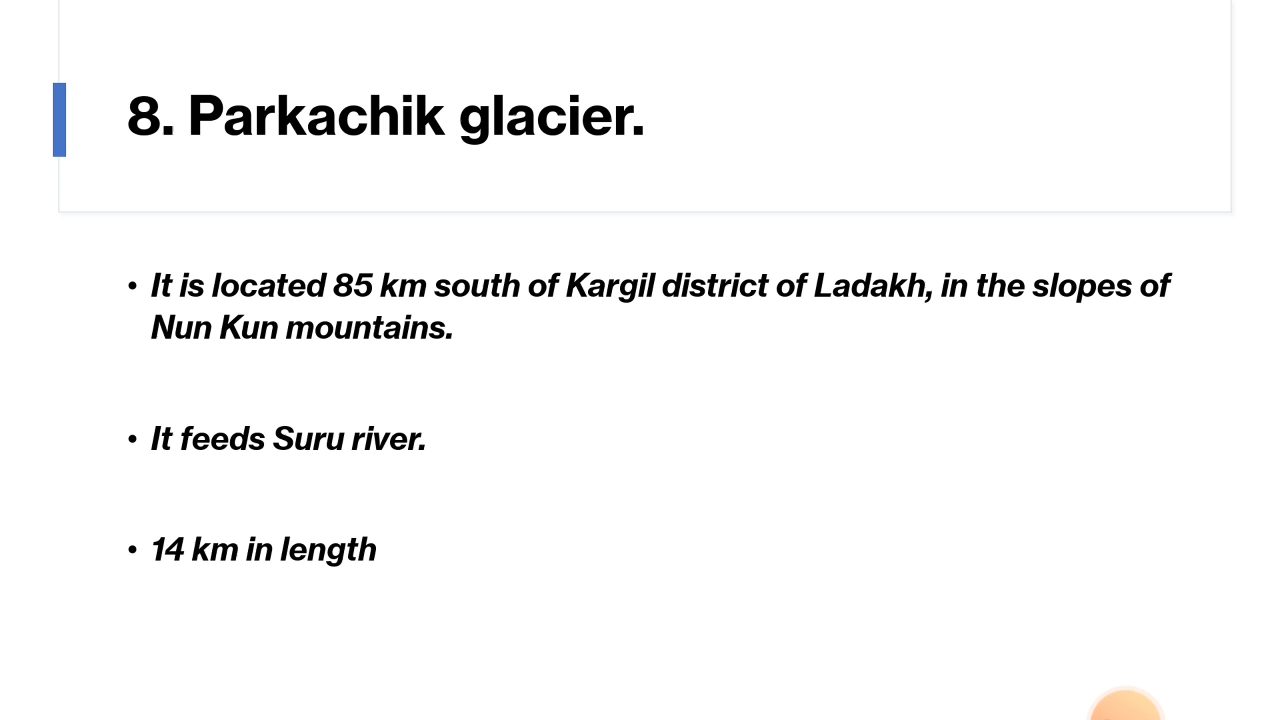 8. Parkachik glacier.
• It is located 85 km south of Kargil district of Ladakh, in the slopes of
Nun Kun mountains.
• It feeds Suru river.
• 14 km in length